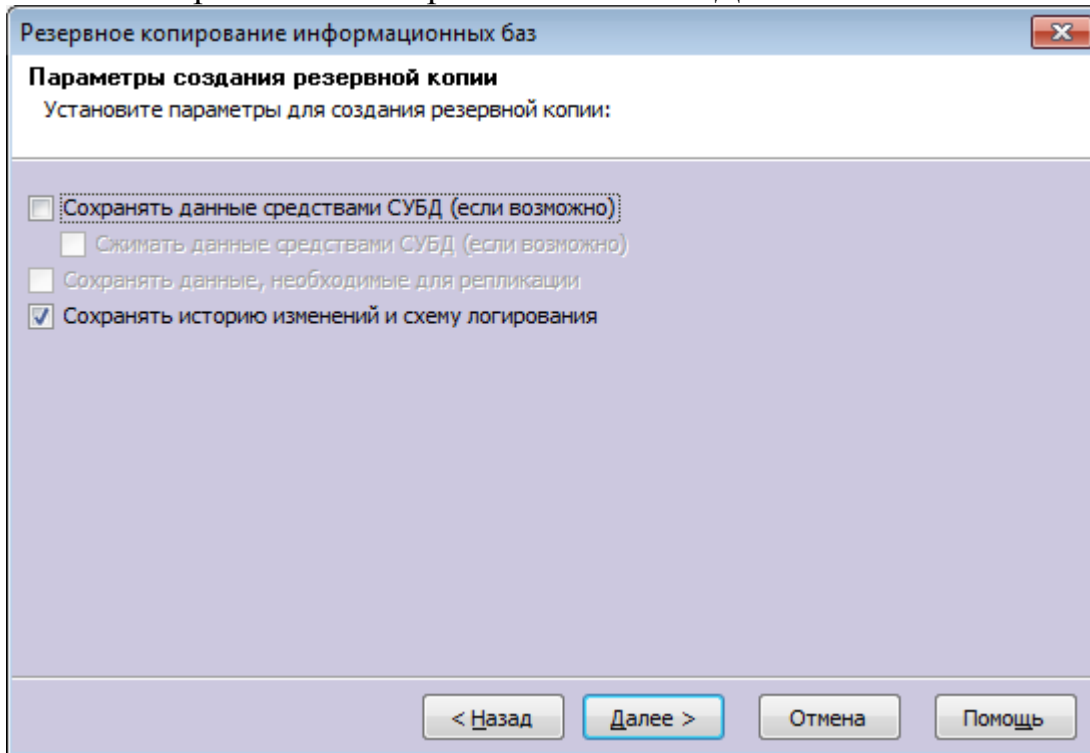 Резервное копирование информационных баз
Параметры создания резервной копии
Установите параметры для создания резервной копии:
Сохранять данные средствами СУБД (если возможно)
Сжимать данные средствами СУБД (если возможно)
Сохранять данные, необходимые для репликации
Сохранять историю изменений и схему логирования
< Назад Далее > Отмена Помощь